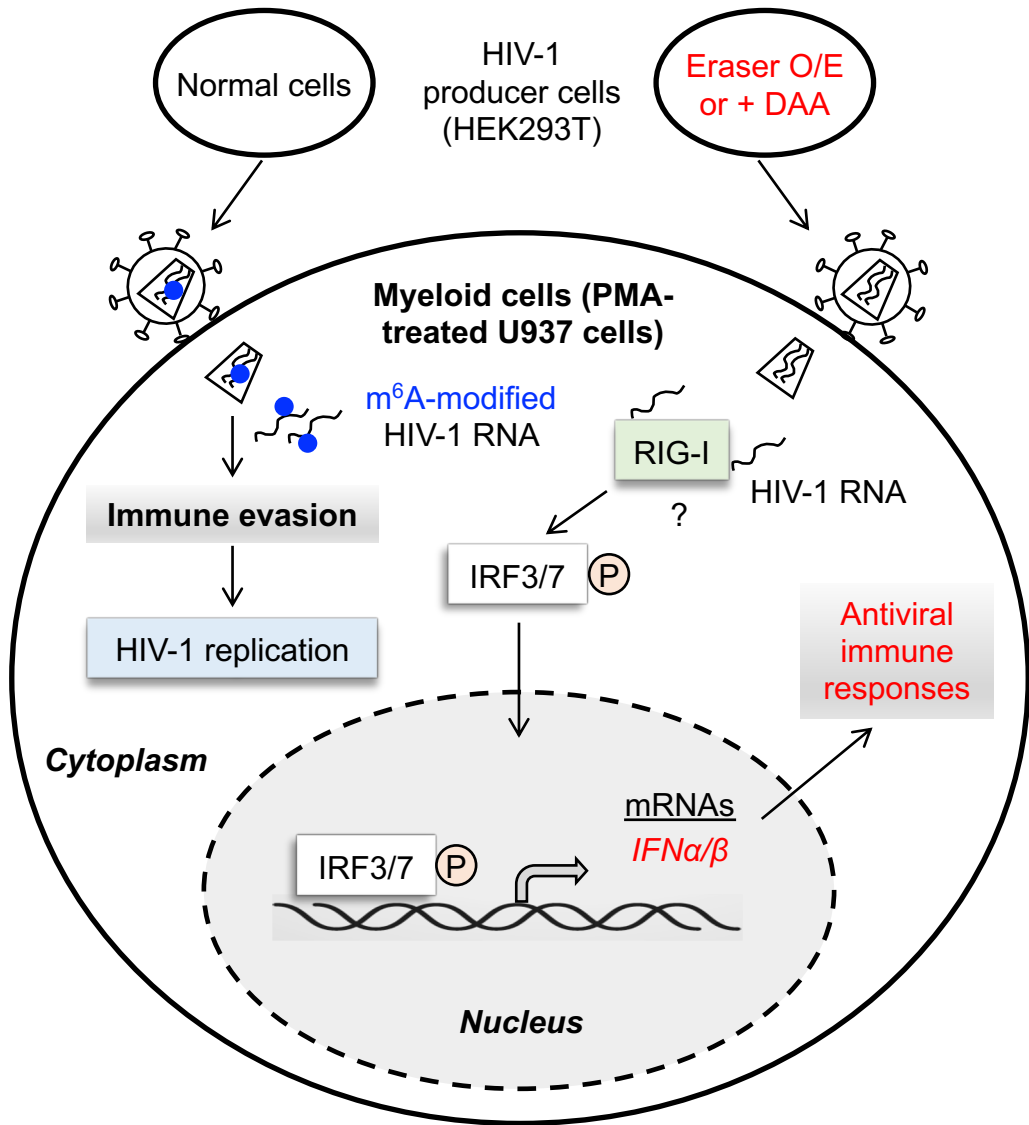 Normal cells
HIV-1
producer cells
(HEK293T)
Eraser O/E
or + DAA
Myeloid cells (PMA-
treated U937 cells)
m⁶A-modified
HIV-1 RNA
RIG-I
HIV-1 RNA
?
Immune evasion
IRF3/7
P
HIV-1 replication
Antiviral
immune
responses
Cytoplasm
mRNAs
IFNα/β
IRF3/7
P
Nucleus